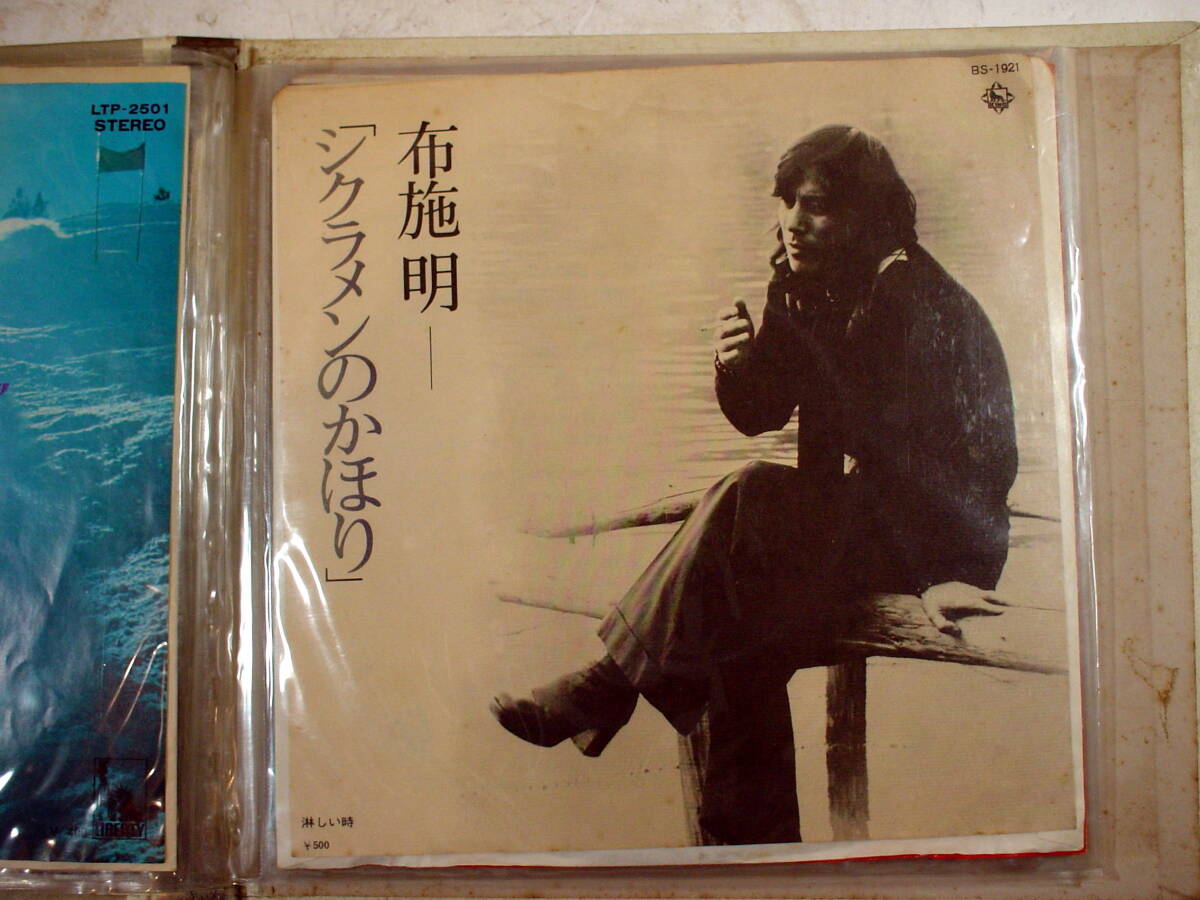 LTP-2501
STEREO
LIBERTY
BS-1921
布施明
「シクラメンのかほり」
淋しい時
¥500